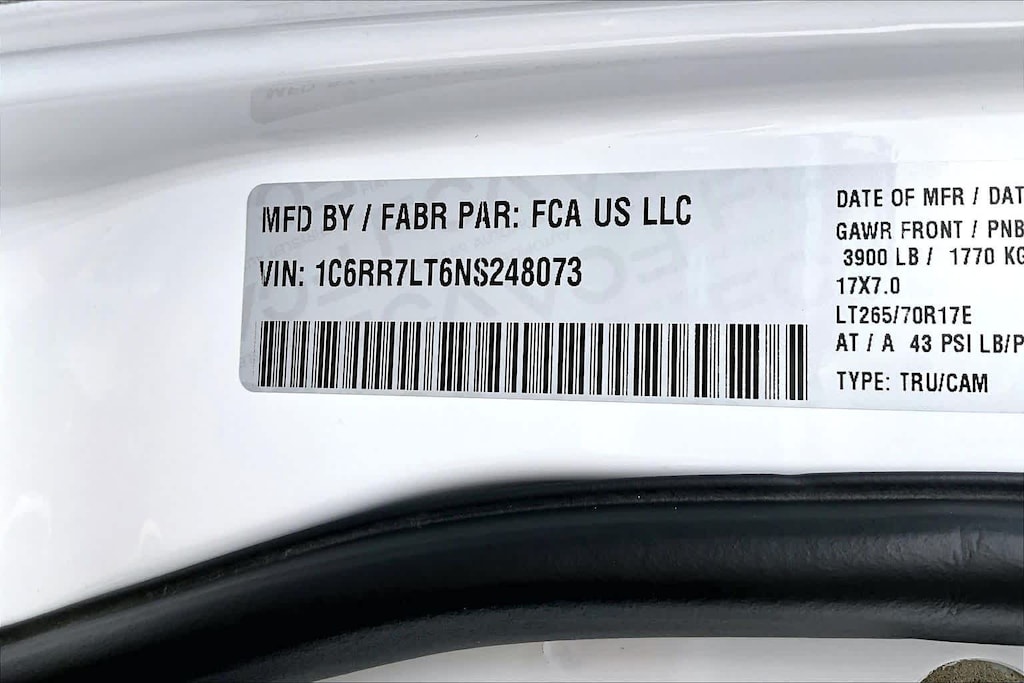 MFD BY / FABR PAR: FCA US LLC
VIN: 1C6RR7LT6NS248073
DATE OF MFR / DAT
GAWR FRONT / PNB
3900 LB / 1770 KG
17X7.0
LT265/70R17E
AT / A 43 PSI LB/P
TYPE: TRU/CAM